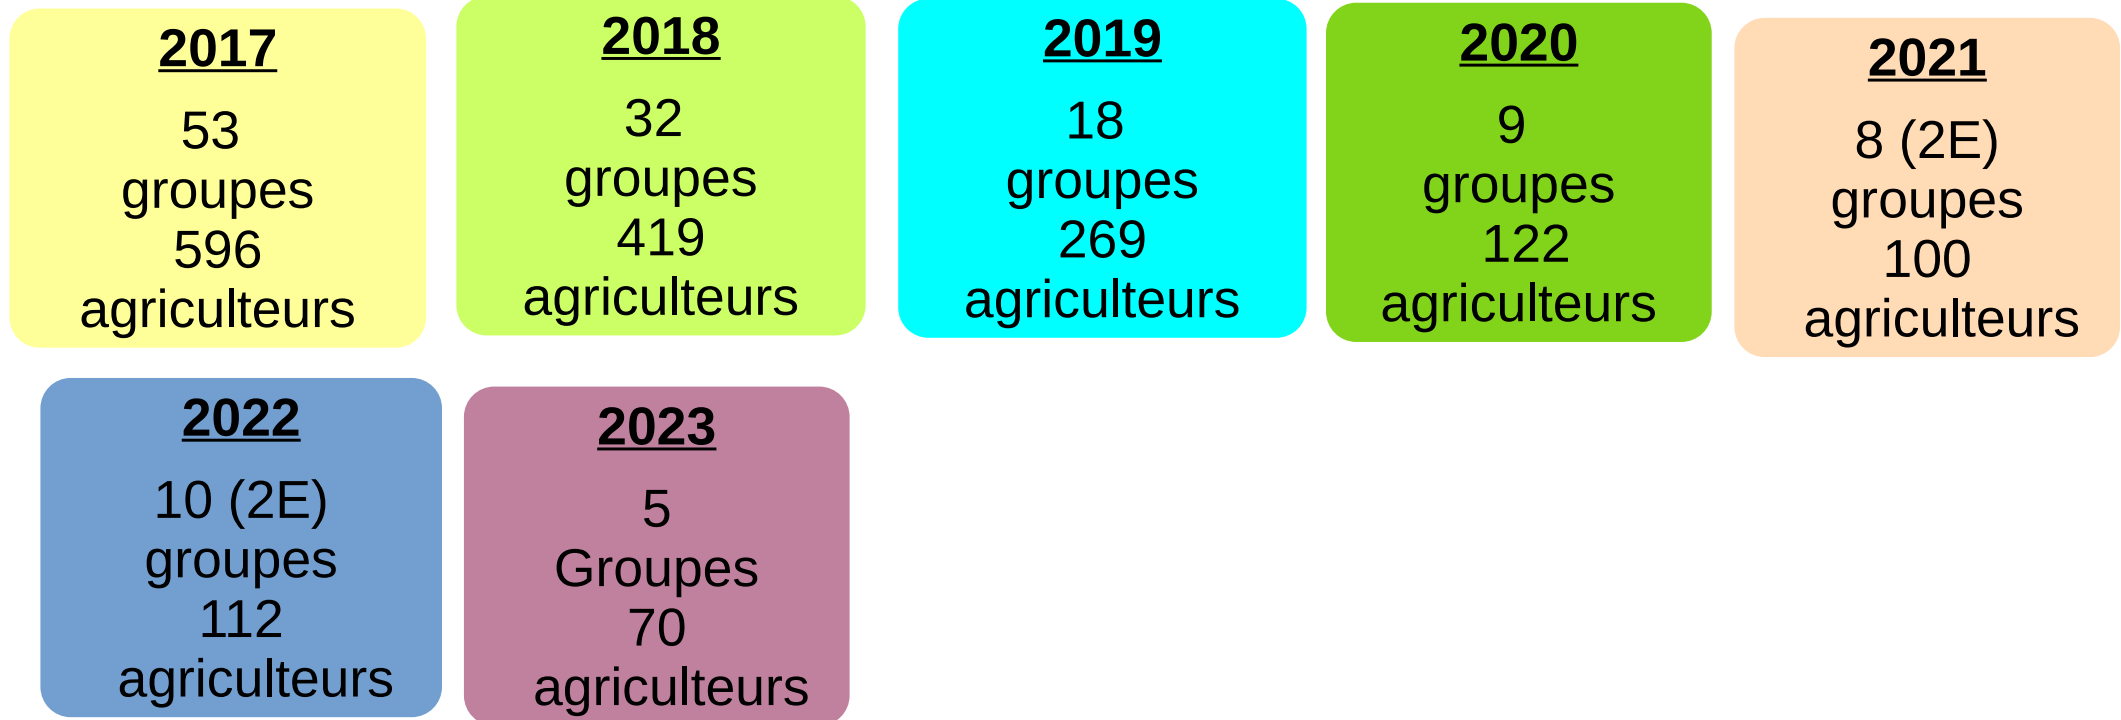 2017
53
groupes
596
agriculteurs
2018
32
groupes
419
agriculteurs
2019
18
groupes
269
agriculteurs
2020
9
groupes
122
agriculteurs
2021
8 (2E)
groupes
100
agriculteurs
2022
10 (2E)
groupes
112
agriculteurs
2023
5
Groupes
70
agriculteurs